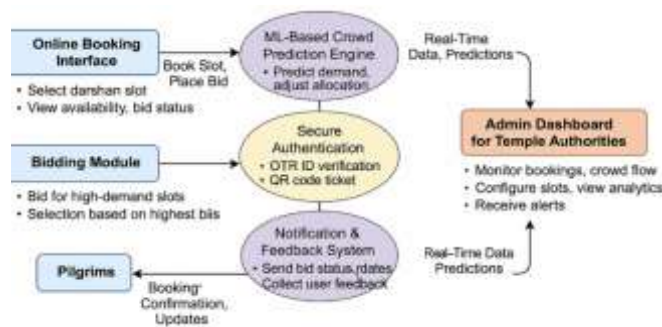 Online Booking
Interface
• Select darshan slot
• View availability, bid status
Book Slot,
Place Bid
ML-Based Crowd
Prediction Engine
• Predict demand,
adjust allocation
Real-Time
Data, Predictions
Secure
Authentication
• OTR ID verification
• QR code ticket
Bidding Module
• Bid for high-demand slots
• Selection based on highest bils
Admin Dashboard
for Temple Authorities
• Monitor bookings, crowd flow
• Configure slots, view analytics
• Receive alerts
Notification &
Feedback System
• Send bid status, rdates
Collect user feedback
Pilgrims
Booking-
Confirmatiion,
Updates
Real-Time Data
Predictions